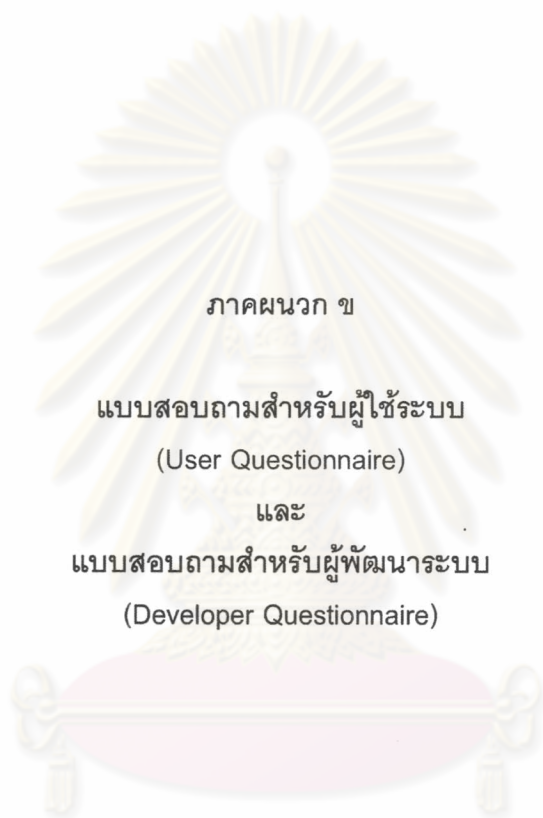 ภาคผนวก ข
แบบสอบถามสำหรับผู้ใช้ระบบ
(User Questionnaire)
และ
แบบสอบถามสำหรับผู้พัฒนาระบบ
(Developer Questionnaire)